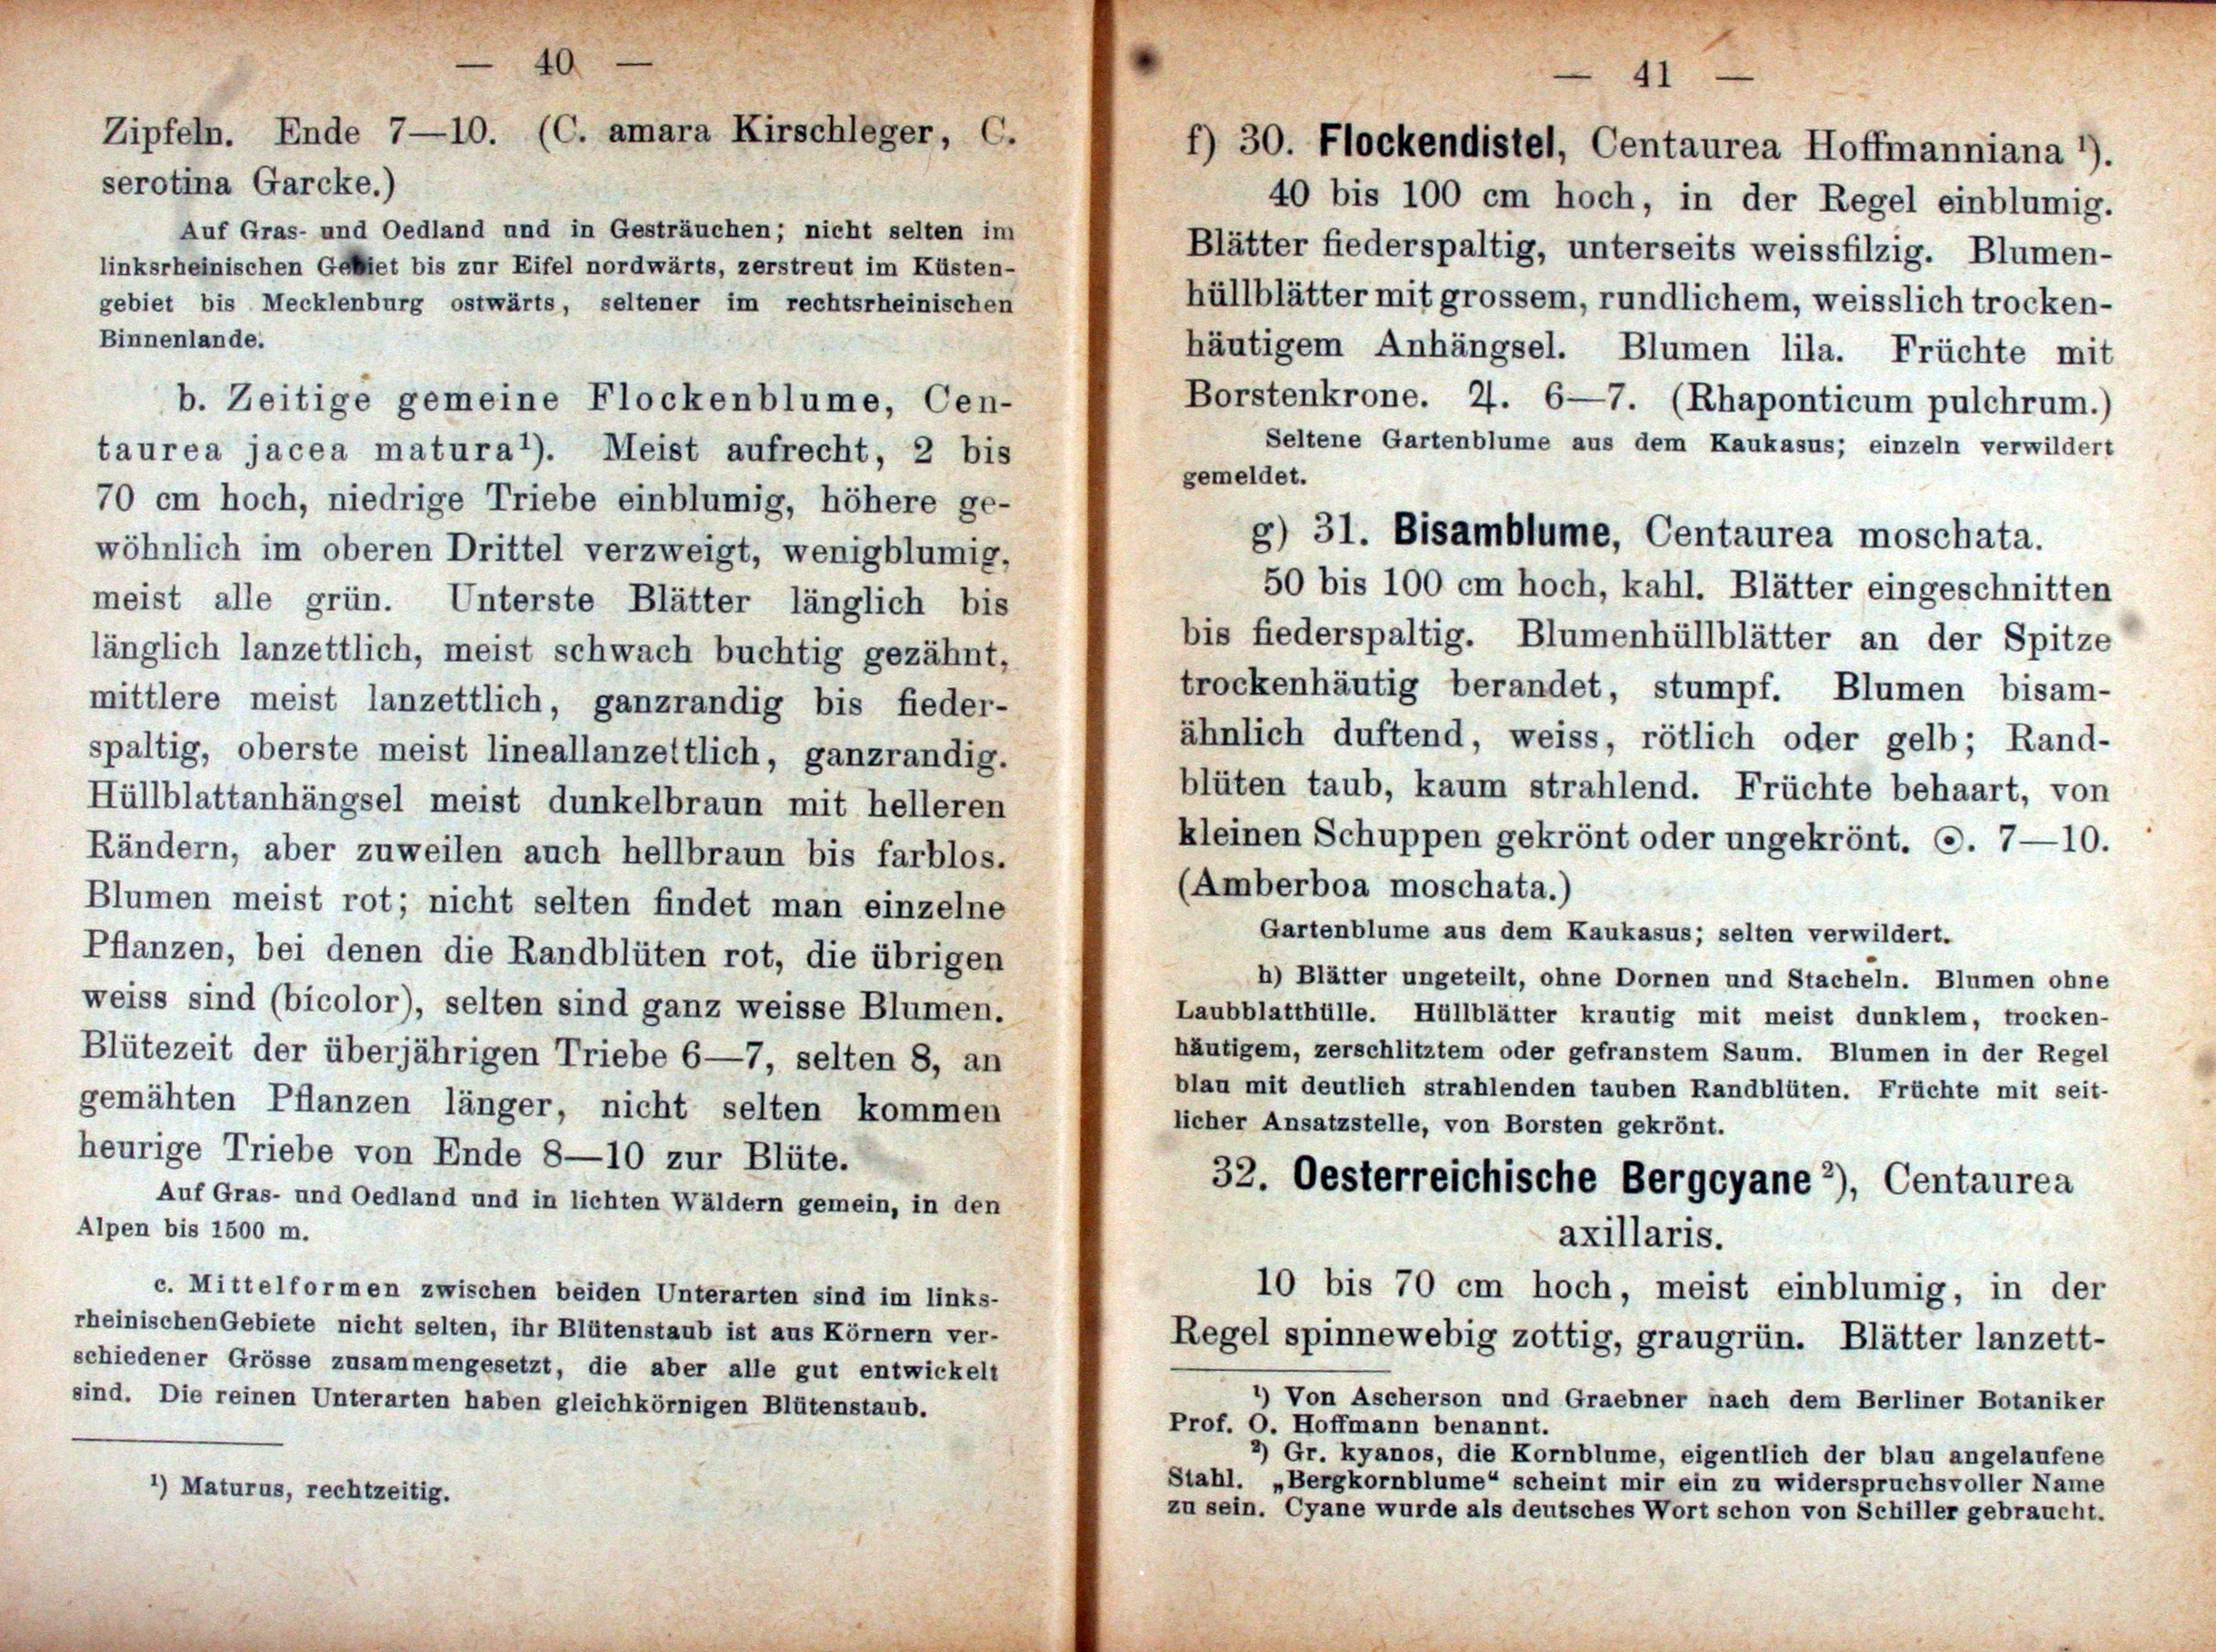 — 40 —
Zipfeln. Ende 7—10. (C. amara Kirschleger, C.
serotina Garcke.)
Auf Gras- und Oedland und in Gesträuchen; nicht selten im
linksrheinischen Gebiet bis zur Eifel nordwärts, zerstreut im Küsten-
gebiet bis Mecklenburg ostwärts, seltener im rechtsrheinischen
Binnenlande.
b. Zeitige gemeine Flockenblume, Cen-
taurea jacea matura¹). Meist aufrecht, 2 bis
70 cm hoch, niedrige Triebe einblumig, höhere ge-
wöhnlich im oberen Drittel verzweigt, wenigblumig,
meist alle grün. Unterste Blätter länglich bis
länglich lanzettlich, meist schwach buchtig gezähnt,
mittlere meist lanzettlich, ganzrandig bis fieder-
spaltig, oberste meist lineallanzettlich, ganzrandig.
Hüllblattanhängsel meist dunkelbraun mit helleren
Rändern, aber zuweilen auch hellbraun bis farblos.
Blumen meist rot; nicht selten findet man einzelne
Pflanzen, bei denen die Randblüten rot, die übrigen
weiss sind (bicolor), selten sind ganz weisse Blumen.
Blütezeit der überjährigen Triebe 6—7, selten 8, an
gemähten Pflanzen länger, nicht selten kommen
heurige Triebe von Ende 8—10 zur Blüte.
Auf Gras- und Oedland und in lichten Wäldern gemein, in den
Alpen bis 1500 m.
c. Mittelformen zwischen beiden Unterarten sind im links-
rheinischen Gebiete nicht selten, ihr Blütenstaub ist aus Körnern ver-
schiedener Grösse zusammengesetzt, die aber alle gut entwickelt
sind. Die reinen Unterarten haben gleichkörnigen Blütenstaub.
¹) Maturus, rechtzeitig.
— 41 —
f) 30. Flockendistel, Centaurea Hoffmanniana ¹).
40 bis 100 cm hoch, in der Regel einblumig.
Blätter fiederspaltig, unterseits weissfilzig. Blumen-
hüllblätter mit grossem, rundlichem, weisslich trocken-
häutigem Anhängsel. Blumen lila. Früchte mit
Borstenkrone. ♃. 6—7. (Rhaponticum pulchrum.)
Seltene Gartenblume aus dem Kaukasus; einzeln verwildert
gemeldet.
g) 31. Bisamblume, Centaurea moschata.
50 bis 100 cm hoch, kahl. Blätter eingeschnitten
bis fiederspaltig. Blumenhüllblätter an der Spitze
trockenhäutig berandet, stumpf. Blumen bisam-
ähnlich duftend, weiss, rötlich oder gelb; Rand-
blüten taub, kaum strahlend. Früchte behaart, von
kleinen Schuppen gekrönt oder ungekrönt. ⊙. 7—10.
(Amberboa moschata.)
Gartenblume aus dem Kaukasus; selten verwildert.
h) Blätter ungeteilt, ohne Dornen und Stacheln. Blumen ohne
Laubblatthülle. Hüllblätter krautig mit meist dunklem, trocken-
häutigem, zerschlitztem oder gefranstem Saum. Blumen in der Regel
blau mit deutlich strahlenden tauben Randblüten. Früchte mit seit-
licher Ansatzstelle, von Borsten gekrönt.
32. Oesterreichische Bergcyane ²), Centaurea
axillaris.
10 bis 70 cm hoch, meist einblumig, in der
Regel spinnewebig zottig, graugrün. Blätter lanzett-
¹) Von Ascherson und Graebner nach dem Berliner Botaniker
Prof. O. Hoffmann benannt.
²) Gr. kyanos, die Kornblume, eigentlich der blau angelaufene
Stahl. „Bergkornblume“ scheint mir ein zu widerspruchsvoller Name
zu sein. Cyane wurde als deutsches Wort schon von Schiller gebraucht.